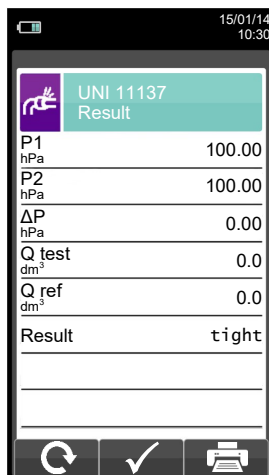 15/01/14
10:30
UNI 11137
Result
P1
hPa
100.00
P2
hPa
100.00
ΔP
hPa
0.00
Q test
dm³
0.0
Q ref
dm³
0.0
Result
tight